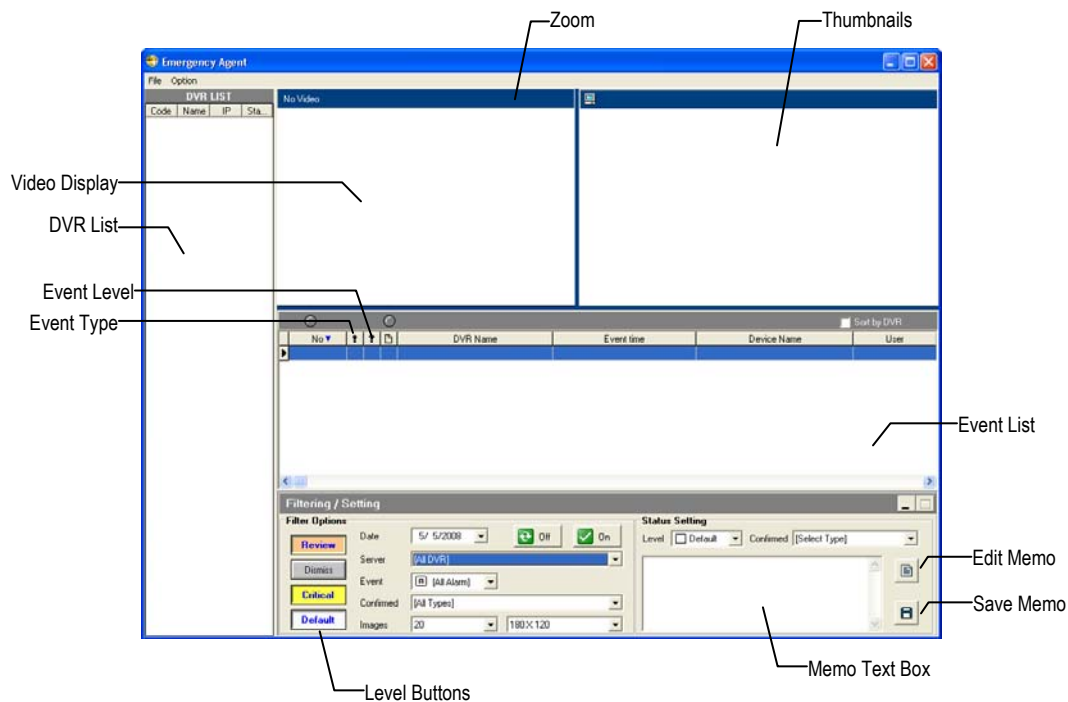 Zoom
Thumbnails
Emergency Agent
File Option
DVR LIST
Code Name IP Sta...
No Video
Video Display
DVR List
Event Level
Event Type
Sort by DVR
No DVR Name Event time Device Name User
Event List
Filtering / Setting
Filter Options
Review
Dismiss
Critical
Default
Date 5/ 5/2008 Off On
Server [All DVR]
Event [All Alarm]
Confirmed [All Types]
Images 20 180 X 120
Status Setting
Level Default Confirmed [Select Type]
Edit Memo
Save Memo
Memo Text Box
Level Buttons